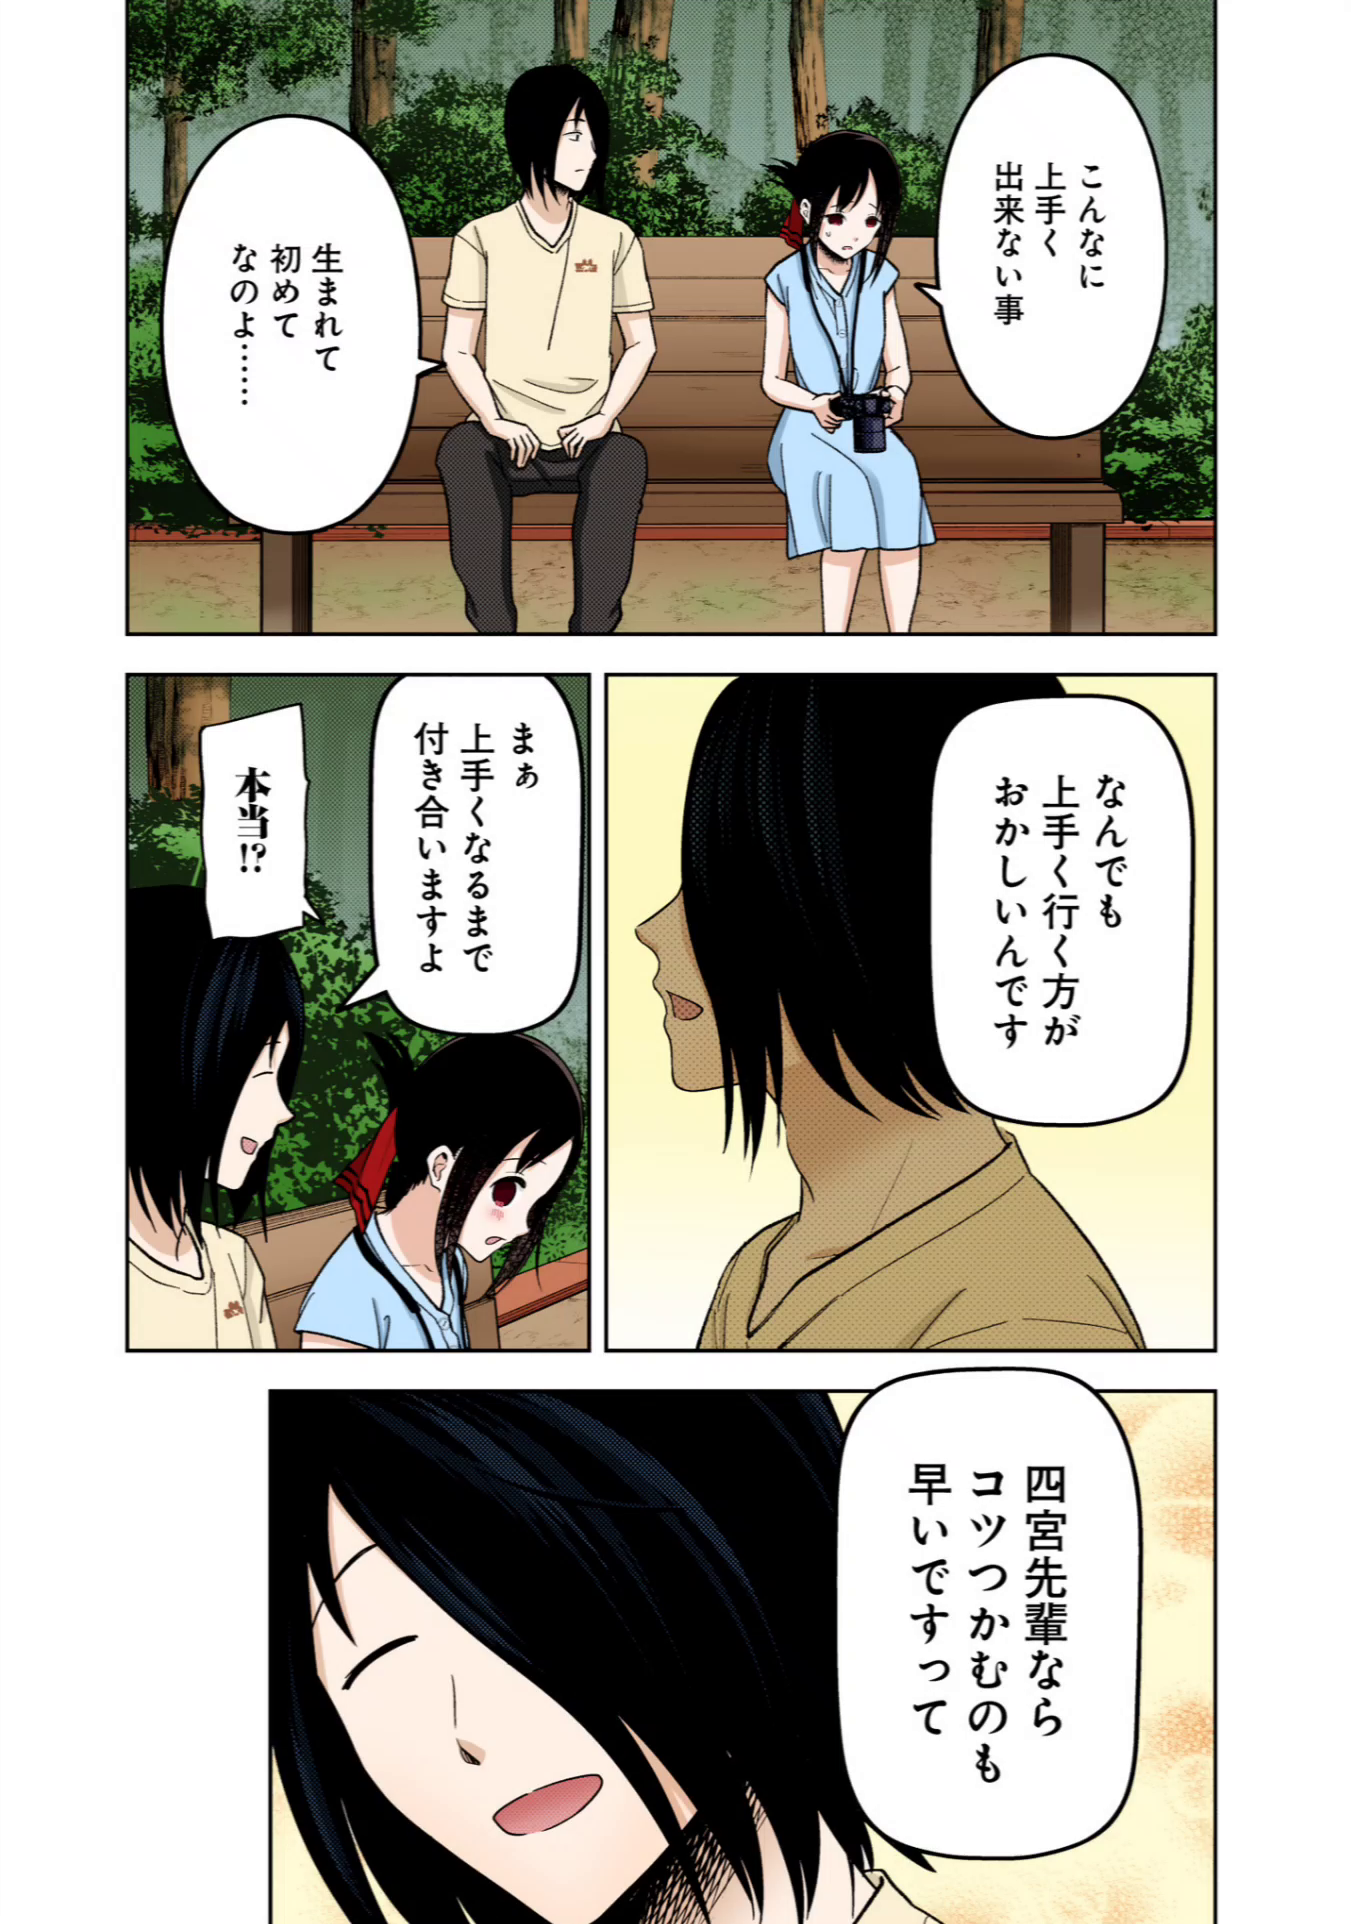 こんなに
上手く
出来ない事
生まれて
初めて
なのよ……
なんでも
上手く行く方が
おかしいんです
まぁ
上手くなるまで
付き合いますよ
本当!?
四宮先輩なら
コツつかむのも
早いですって